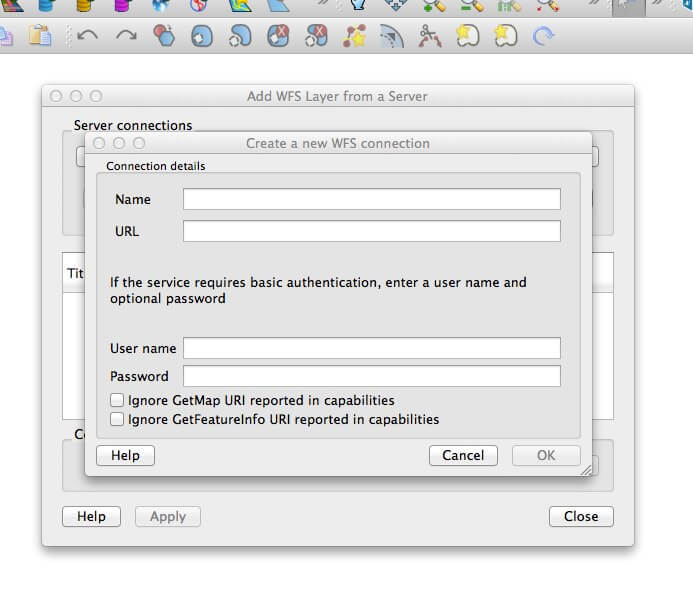 Add WFS Layer from a Server
Server connections
Create a new WFS connection
Connection details
Name
URL
Tit
If the service requires basic authentication, enter a user name and
optional password
User name
Password
Ignore GetMap URI reported in capabilities
Ignore GetFeatureInfo URI reported in capabilities
Help
Cancel
OK
Help
Apply
Close